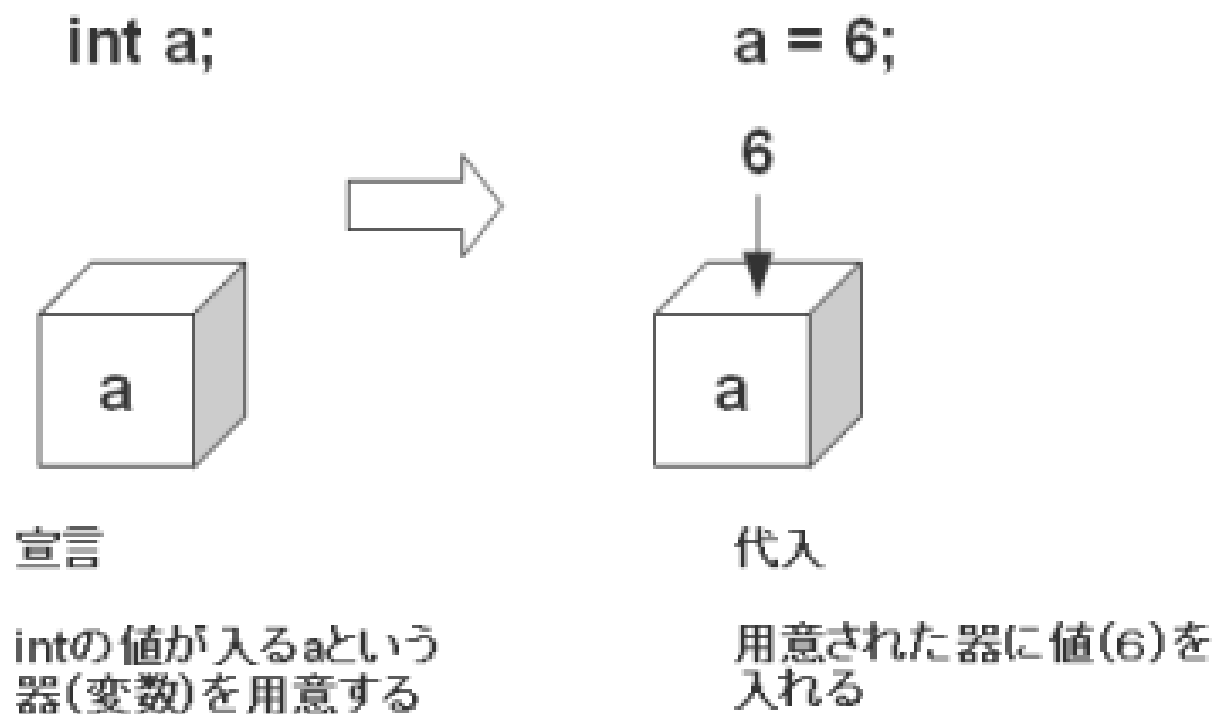 int a;
a = 6;
6
a
a
宣言
intの値が入るaという
器(変数)を用意する
代入
用意された器に値(6)を
入れる